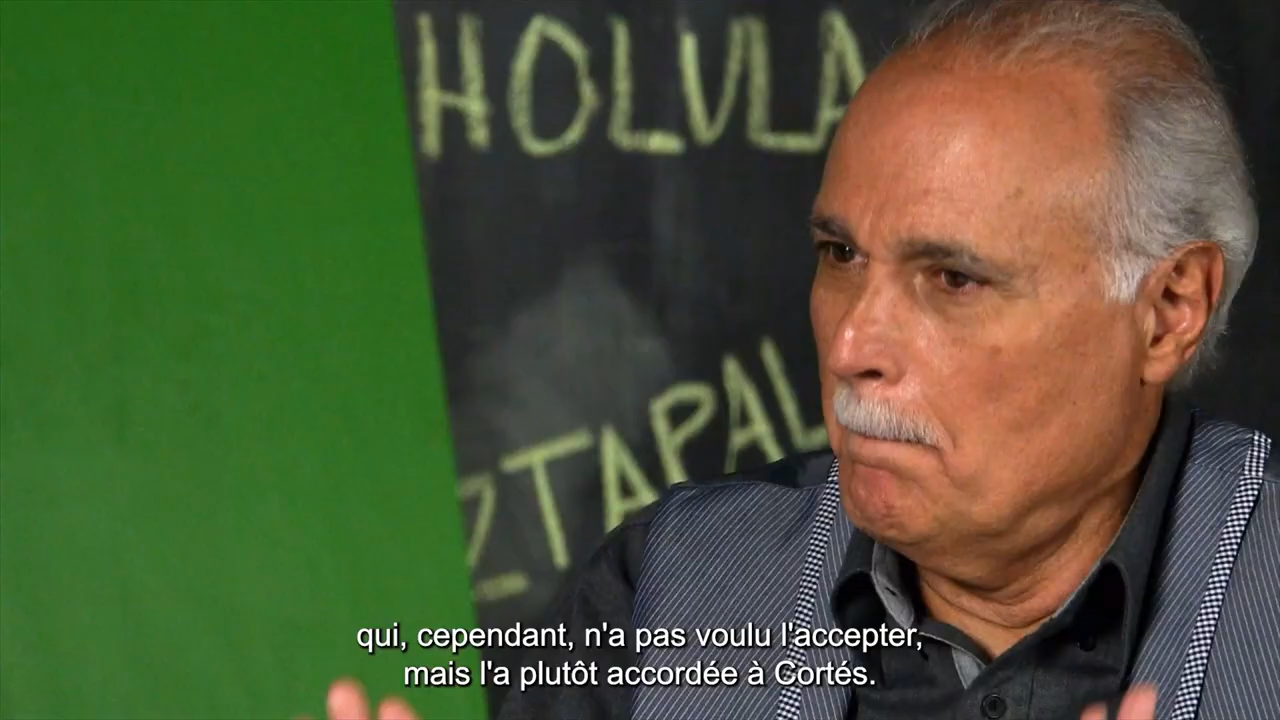 HOLULA
ZTAPAL
qui, cependant, n'a pas voulu l'accepter,
mais l'a plutôt accordée à Cortés.